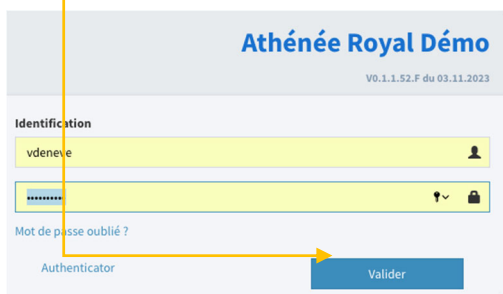 Athénée Royal Démo
V0.1.1.52.F du 03.11.2023
Identification
vdeneve
•••••••••
Mot de passe oublié ?
Authenticator
Valider